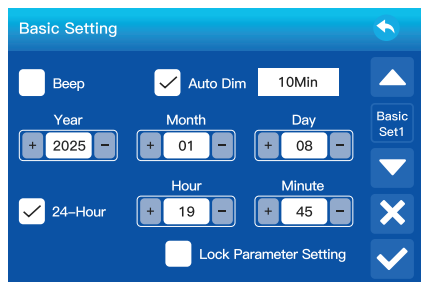 Basic Setting
Beep
Auto Dim
10Min
Basic
Set1
Year
Month
Day
+ 2025 -
+ 01 -
+ 08 -
Hour
Minute
24-Hour
+ 19 -
+ 45 -
Lock Parameter Setting